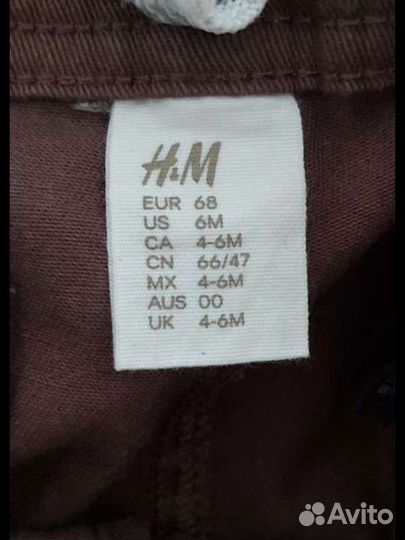 H&M
EUR 68
US 6M
CA 4-6M
CN 66/47
MX 4-6M
AUS 00
UK 4-6M
Avito